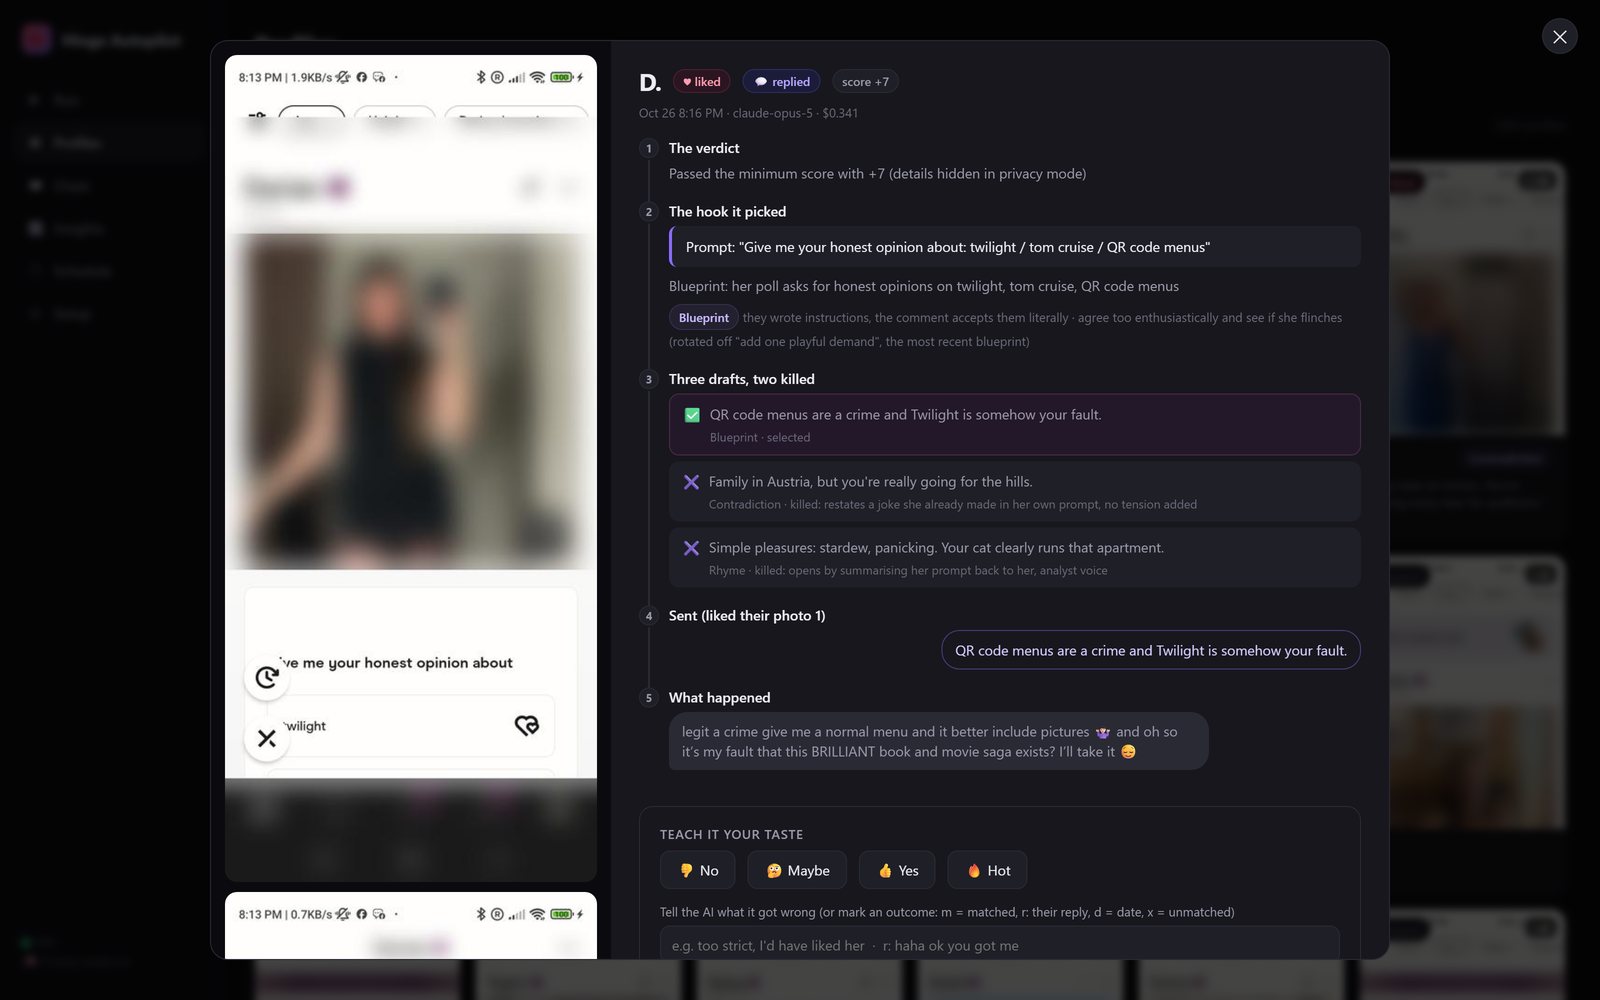 8:13 PM | 1.9KB/s
100
ive me your honest opinion about
twilight
8:13 PM | 0.7KB/s
100
D.
liked
replied
score +7
Oct 26 8:16 PM · claude-opus-5 · $0.341
1
The verdict
Passed the minimum score with +7 (details hidden in privacy mode)
2
The hook it picked
Prompt: "Give me your honest opinion about: twilight / tom cruise / QR code menus"
Blueprint: her poll asks for honest opinions on twilight, tom cruise, QR code menus
Blueprint they wrote instructions, the comment accepts them literally · agree too enthusiastically and see if she flinches
(rotated off "add one playful demand", the most recent blueprint)
3
Three drafts, two killed
QR code menus are a crime and Twilight is somehow your fault.
Blueprint · selected
Family in Austria, but you're really going for the hills.
Contradiction · killed: restates a joke she already made in her own prompt, no tension added
Simple pleasures: stardew, panicking. Your cat clearly runs that apartment.
Rhyme · killed: opens by summarising her prompt back to her, analyst voice
4
Sent (liked their photo 1)
QR code menus are a crime and Twilight is somehow your fault.
5
What happened
legit a crime give me a normal menu and it better include pictures 🤷🏻‍♀️ and oh so
it's my fault that this BRILLIANT book and movie saga exists? I'll take it 😌
TEACH IT YOUR TASTE
👎 No
🤔 Maybe
👍 Yes
🔥 Hot
Tell the AI what it got wrong (or mark an outcome: m = matched, r: their reply, d = date, x = unmatched)
e.g. too strict, I'd have liked her · r: haha ok you got me